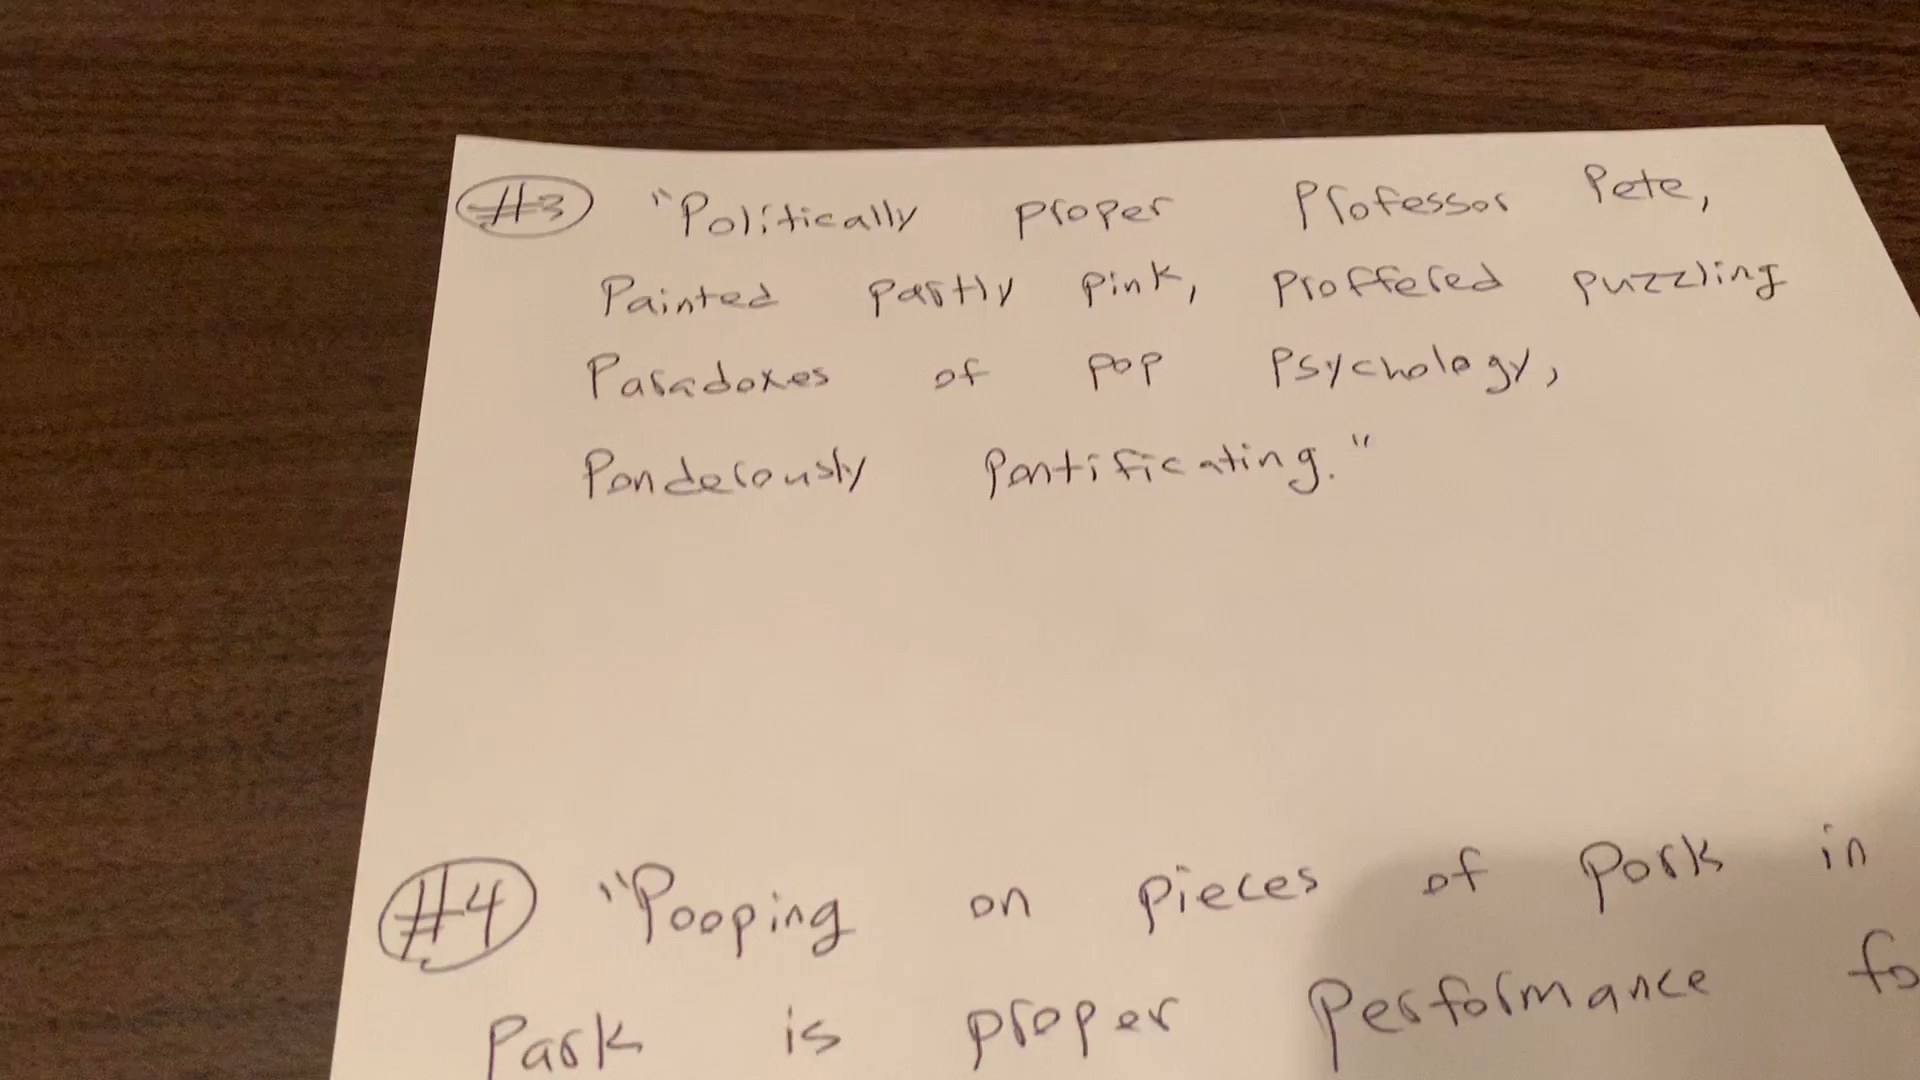 #3 "Politically proper Professor Pete,
Painted partly pink, proffered puzzling
Paradoxes of pop Psychology,
Ponderously Pontificating."
#4 "Pooping on pieces of pork in
Park is proper Performance fo